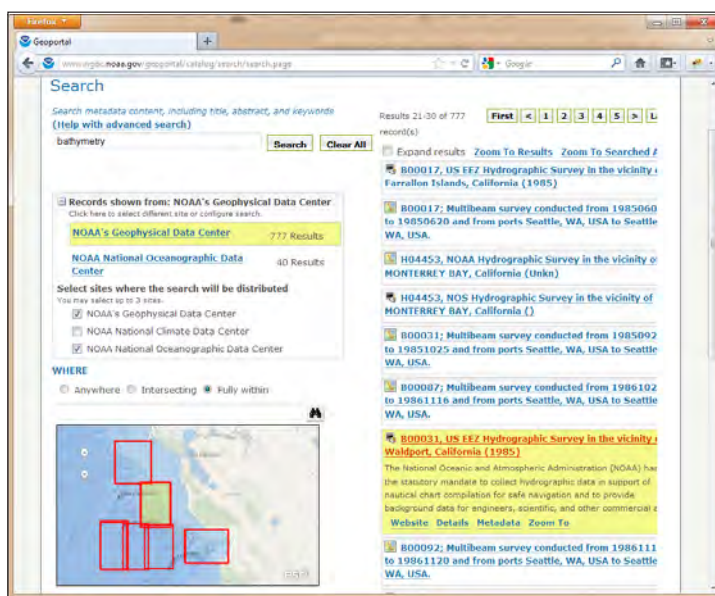 Firefox
Geoportal
www.ngdc.noaa.gov/geoportal/catalog/search/search.page
Google
Search
Search metadata content, including title, abstract, and keywords
(Help with advanced search)
bathymetry
Search
Clear All
Records shown from: NOAA's Geophysical Data Center
Click here to select different site or configure search.
NOAA's Geophysical Data Center
777 Results
NOAA National Oceanographic Data
Center
40 Results
Select sites where the search will be distributed
You may select up to 3 sites.
NOAA's Geophysical Data Center
NOAA National Climate Data Center
NOAA National Oceanographic Data Center
WHERE
Anywhere Intersecting Fully within
esri
Results 21-30 of 777
record(s)
First < 1 2 3 4 5 > L
Expand results Zoom To Results Zoom To Searched A
B00017, US EEZ Hydrographic Survey in the vicinity of
Farrallon Islands, California (1985)
B00017; Multibeam survey conducted from 1985060
to 19850620 and from ports Seattle, WA, USA to Seattle
WA, USA.
H04453, NOAA Hydrographic Survey in the vicinity of
MONTERREY BAY, California (Unkn)
H04453, NOS Hydrographic Survey in the vicinity of
MONTERREY BAY, California ()
B00031; Multibeam survey conducted from 1985092
to 19851025 and from ports Seattle, WA, USA to Seattle
WA, USA.
B00087; Multibeam survey conducted from 1986102
to 19861116 and from ports Seattle, WA, USA to Seattle
WA, USA.
B00031, US EEZ Hydrographic Survey in the vicinity
Waldport, California (1985)
The National Oceanic and Atmospheric Administration (NOAA) has
the statutory mandate to collect hydrographic data in support of
nautical chart compilation for safe navigation and to provide
background data for engineers, scientific, and other commercial a
Website Details Metadata Zoom To
B00092; Multibeam survey conducted from 1986111
to 19861120 and from ports Seattle, WA, USA to Seattle
WA, USA.